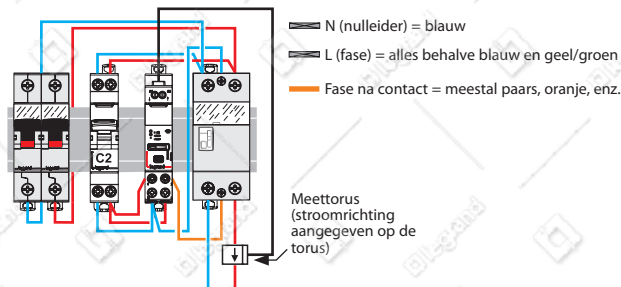 N (nulleider) = blauw
L (fase) = alles behalve blauw en geel/groen
Fase na contact = meestal paars, oranje, enz.
C2
Meettorus
(stroomrichting
aangegeven op de
torus)
legrand